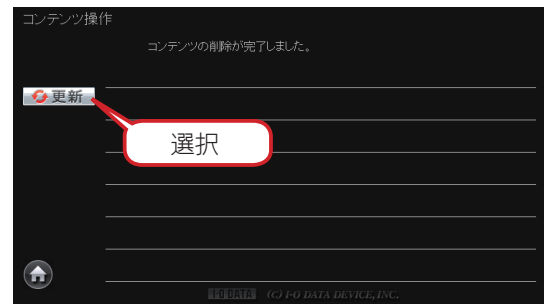 コンテンツ操作
コンテンツの削除が完了しました。
更新
選択
I-O DATA (C) I-O DATA DEVICE, INC.